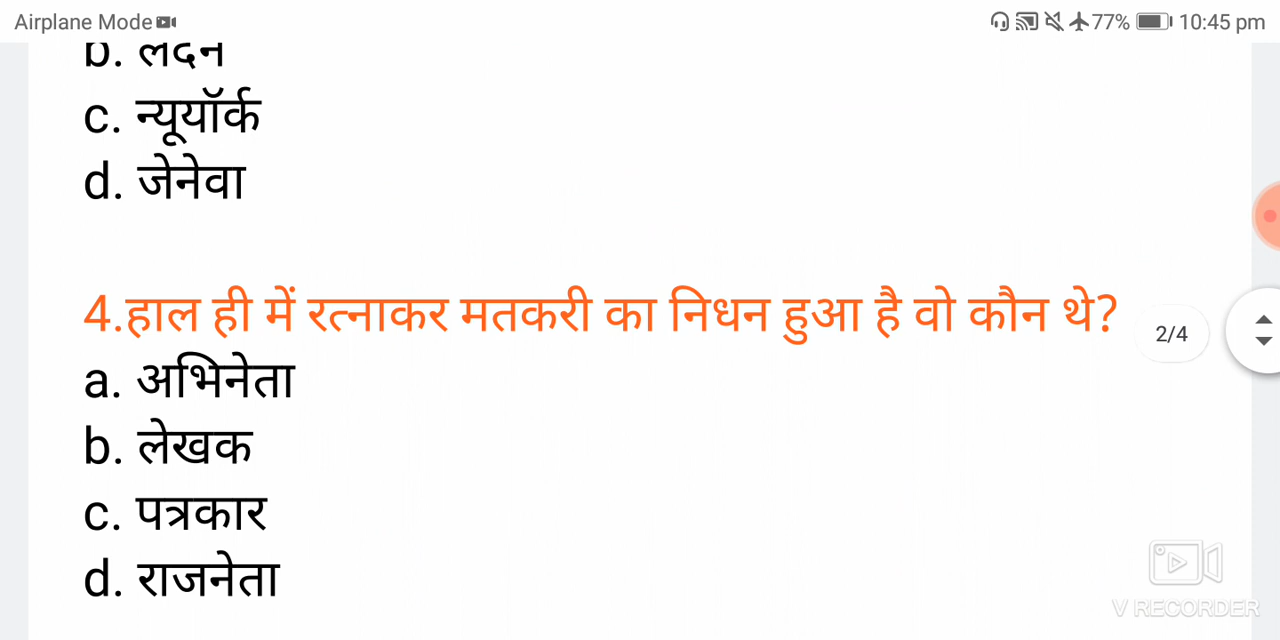 Airplane Mode 77% 10:45 pm
b. लंदन
c. न्यूयॉर्क
d. जेनेवा
4.हाल ही में रत्नाकर मतकरी का निधन हुआ है वो कौन थे?
2/4
a. अभिनेता
b. लेखक
c. पत्रकार
d. राजनेता
V RECORDER